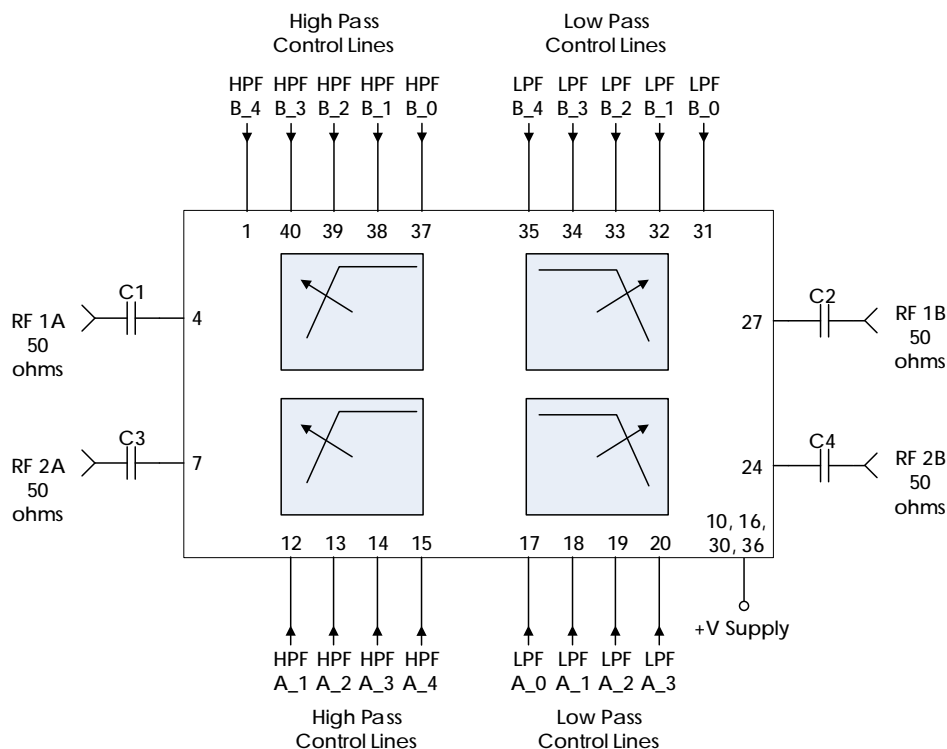 High Pass
Control Lines
Low Pass
Control Lines
HPF HPF HPF HPF HPF
B_4 B_3 B_2 B_1 B_0
LPF LPF LPF LPF LPF
B_4 B_3 B_2 B_1 B_0
1 40 39 38 37
35 34 33 32 31
C1
RF 1A
50
ohms
4
C2
27
RF 1B
50
ohms
C3
RF 2A
50
ohms
7
C4
24
RF 2B
50
ohms
10, 16,
30, 36
12 13 14 15
17 18 19 20
+V Supply
HPF HPF HPF HPF
A_1 A_2 A_3 A_4
LPF LPF LPF LPF
A_0 A_1 A_2 A_3
High Pass
Control Lines
Low Pass
Control Lines